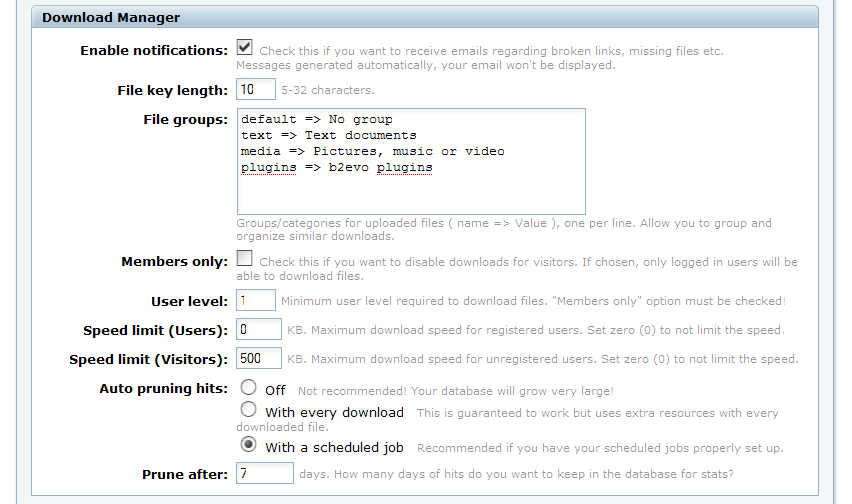 Download Manager
Enable notifications: Check this if you want to receive emails regarding broken links, missing files etc.
Messages generated automatically, your email won't be displayed.
File key length: 10 5-32 characters.
File groups: default => No group
text => Text documents
media => Pictures, music or video
plugins => b2evo plugins
Groups/categories for uploaded files ( name => Value ), one per line. Allow you to group and
organize similar downloads.
Members only: Check this if you want to disable downloads for visitors. If chosen, only logged in users will be
able to download files.
User level: 1 Minimum user level required to download files. "Members only" option must be checked!
Speed limit (Users): 0 KB. Maximum download speed for registered users. Set zero (0) to not limit the speed.
Speed limit (Visitors): 500 KB. Maximum download speed for unregistered users. Set zero (0) to not limit the speed.
Auto pruning hits: Off Not recommended! Your database will grow very large!
With every download This is guaranteed to work but uses extra resources with every
downloaded file.
With a scheduled job Recommended if you have your scheduled jobs properly set up.
Prune after: 7 days. How many days of hits do you want to keep in the database for stats?